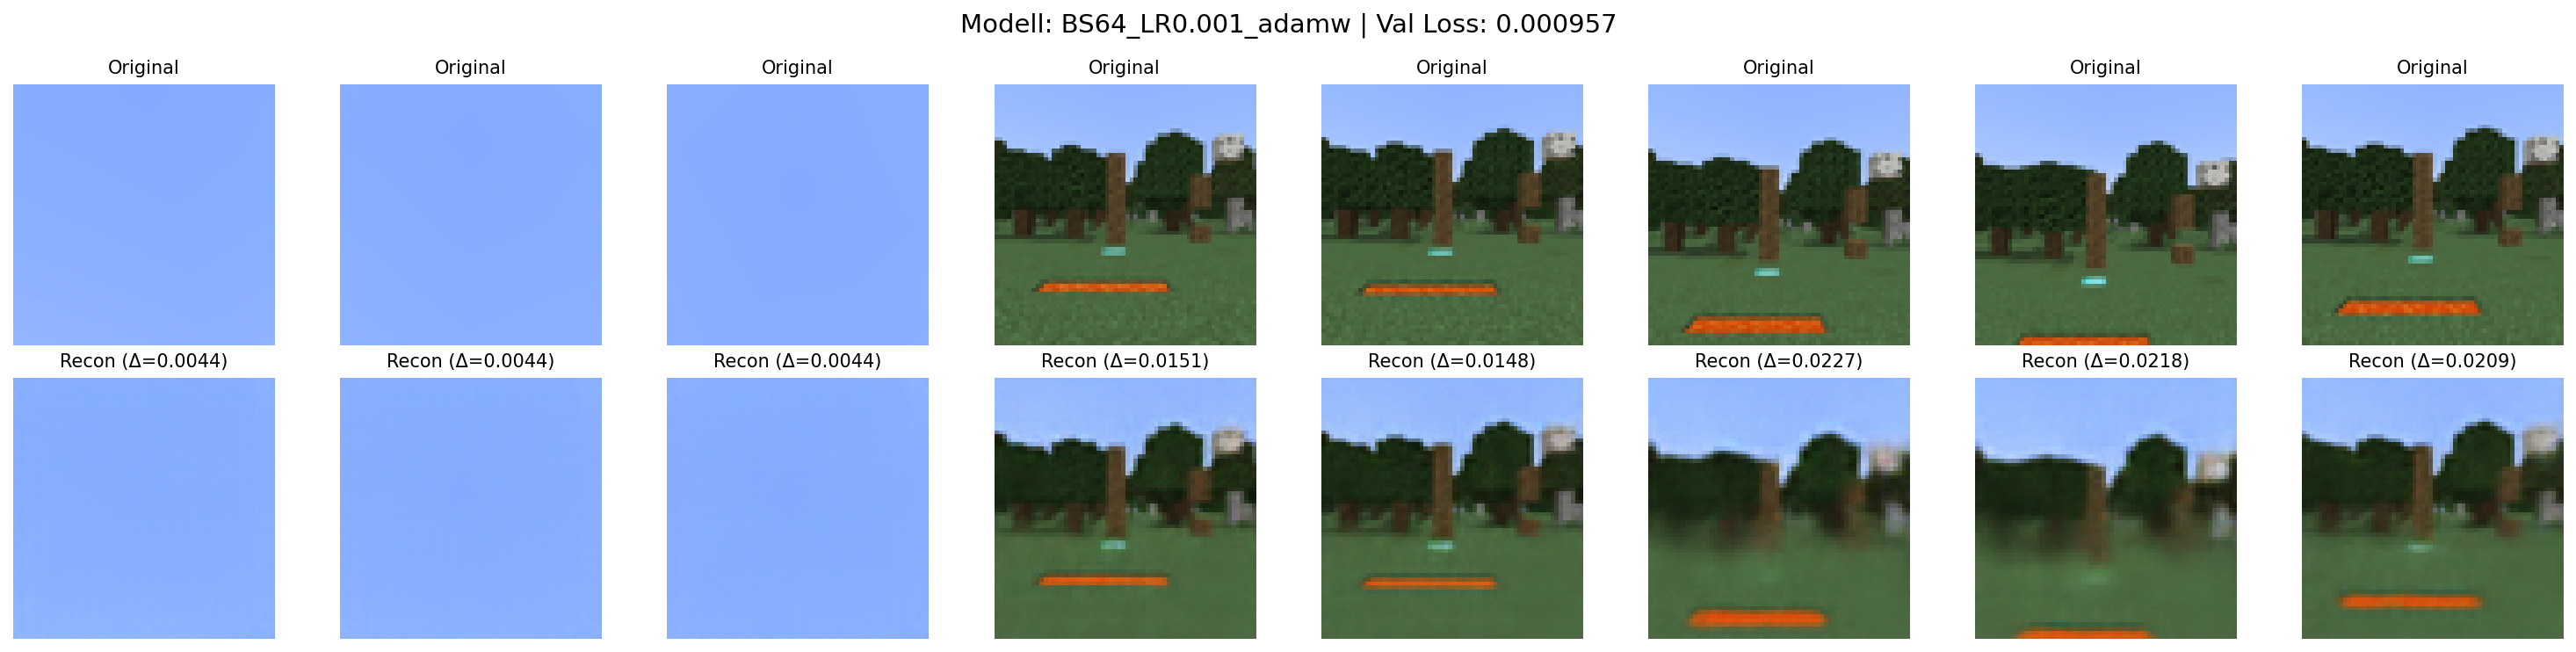 Modell: BS64_LR0.001_adamw | Val Loss: 0.000957
Original Original Original Original Original Original Original Original
Recon (Δ=0.0044) Recon (Δ=0.0044) Recon (Δ=0.0044) Recon (Δ=0.0151) Recon (Δ=0.0148) Recon (Δ=0.0227) Recon (Δ=0.0218) Recon (Δ=0.0209)